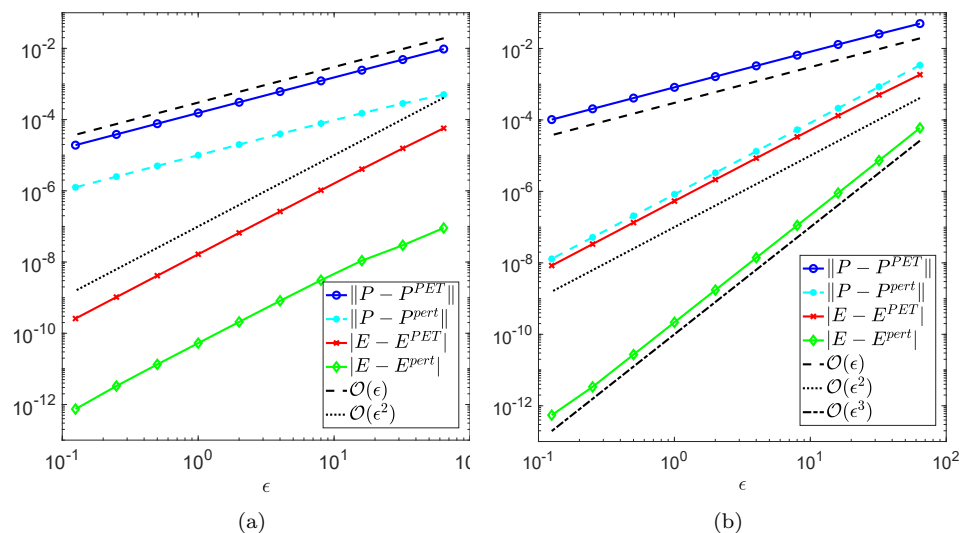 10^-2
10^-4
10^-6
10^-8
10^-10
10^-12
10^-1
10^0
10^1
10
ϵ
‖P − P^{PET}‖
‖P − P^{pert}‖
|E − E^{PET}|
|E − E^{pert}|
O(ϵ)
O(ϵ^2)
(a)
10^-2
10^-4
10^-6
10^-8
10^-10
10^-12
10^-1
10^0
10^1
10^2
ϵ
‖P − P^{PET}‖
‖P − P^{pert}‖
|E − E^{PET}|
|E − E^{pert}|
O(ϵ)
O(ϵ^2)
O(ϵ^3)
(b)